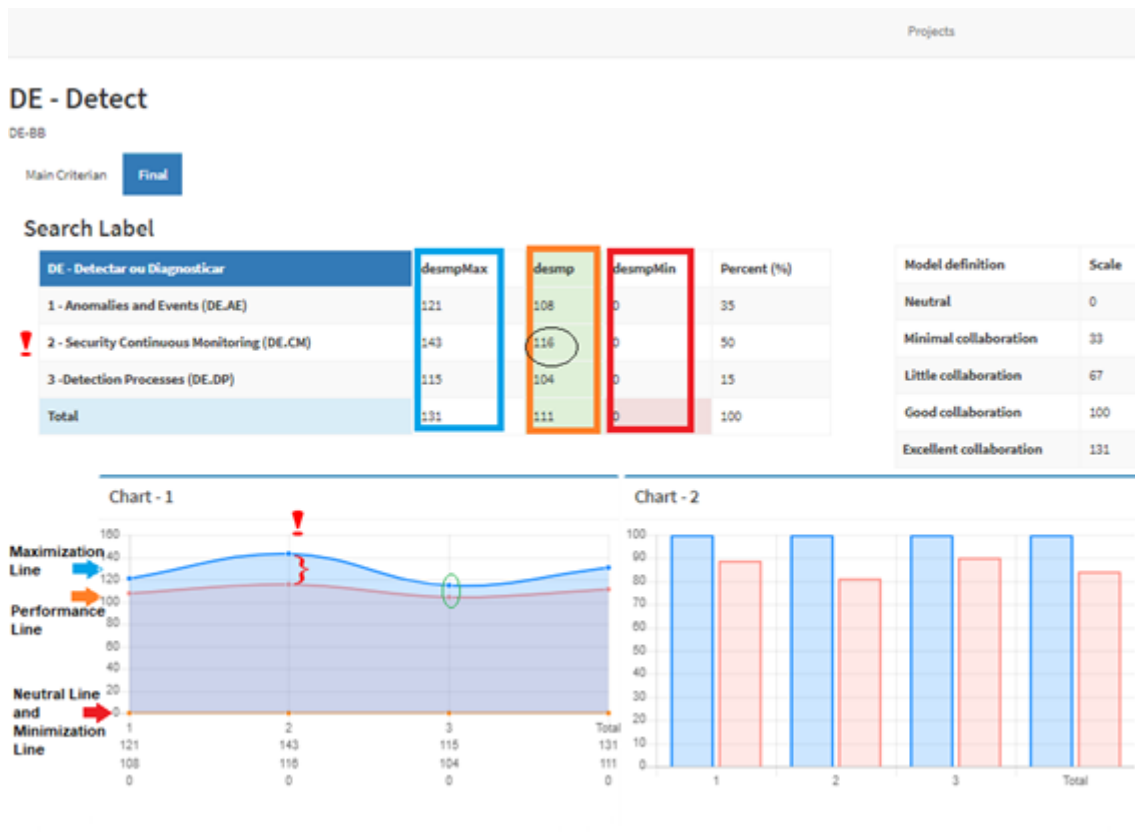 Projects
DE - Detect
DE-BB
Main Criterian Final
Search Label
DE - Detectar ou Diagnosticar desmpMax desmp desmpMin Percent (%)
1 - Anomalies and Events (DE.AE) 121 108 0 35
! 2 - Security Continuous Monitoring (DE.CM) 143 116 0 50
3 -Detection Processes (DE.DP) 115 104 0 15
Total 131 111 0 100
Model definition Scale
Neutral 0
Minimal collaboration 33
Little collaboration 67
Good collaboration 100
Excellent collaboration 131
Chart - 1
!
Maximization
Line
Performance
Line
Neutral Line
and
Minimization
Line
160
140
120
100
80
60
40
20
0
1 2 3 Total
121 143 115 131
108 116 104 111
0 0 0 0
Chart - 2
100
90
80
70
60
50
40
30
20
10
0
1 2 3 Total